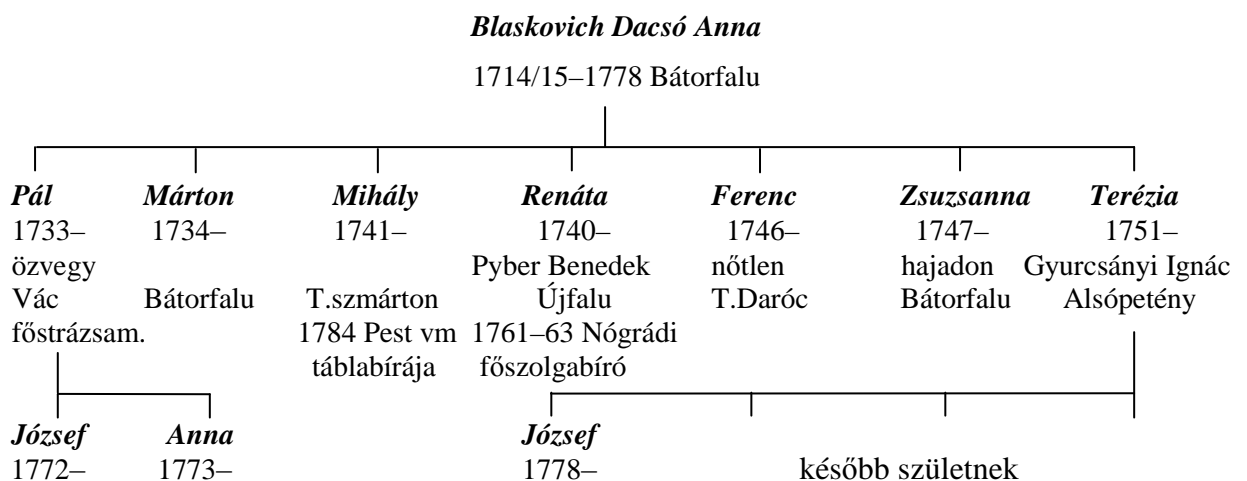 Blaskovich Dacsó Anna
1714/15–1778 Bátorfalu
Pál Márton Mihály Renáta Ferenc Zsuzsanna Terézia
1733– 1734– 1741– 1740– 1746– 1747– 1751–
özvegy Pyber Benedek nőtlen hajadon Gyurcsányi Ignác
Vác Bátorfalu T.szmárton Újfalu T.Daróc Bátorfalu Alsópetény
főstrázsam. 1784 Pest vm 1761–63 Nógrádi
táblabírája főszolgabíró
József Anna József
1772– 1773– 1778– később születnek